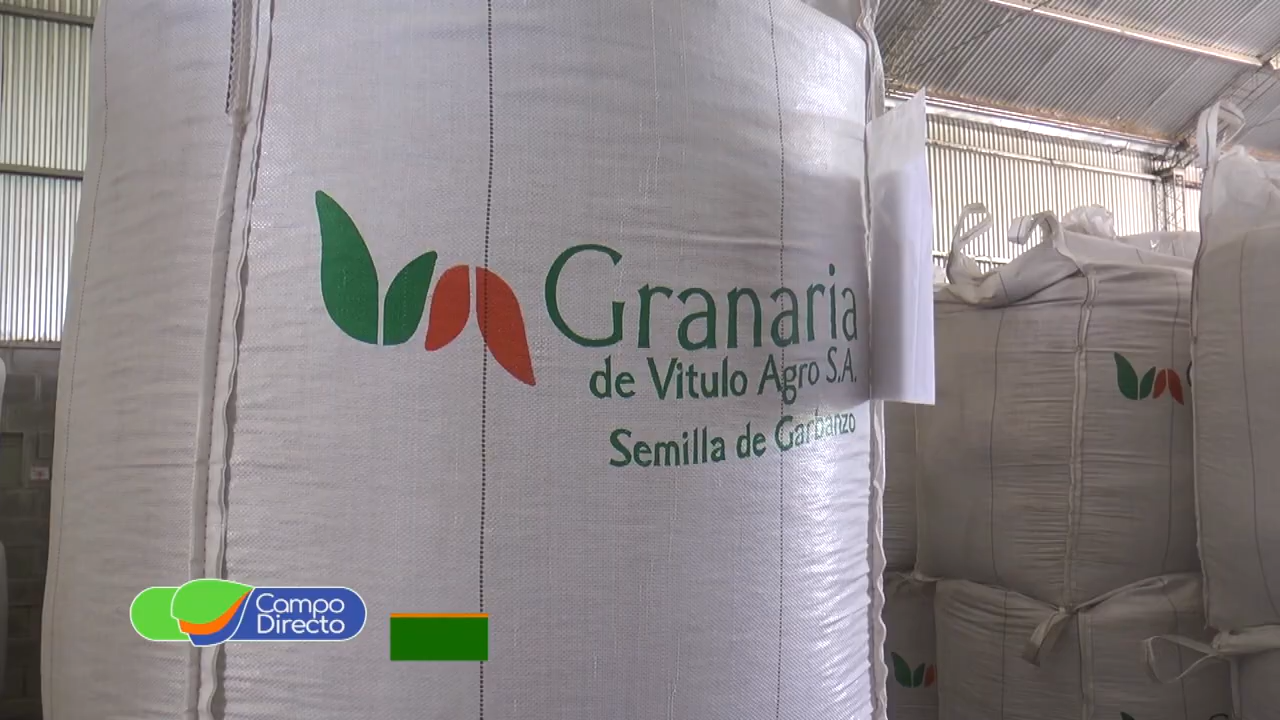 Granaria
de Vitulo Agro S.A.
Semilla de Garbanzo
Campo
Directo